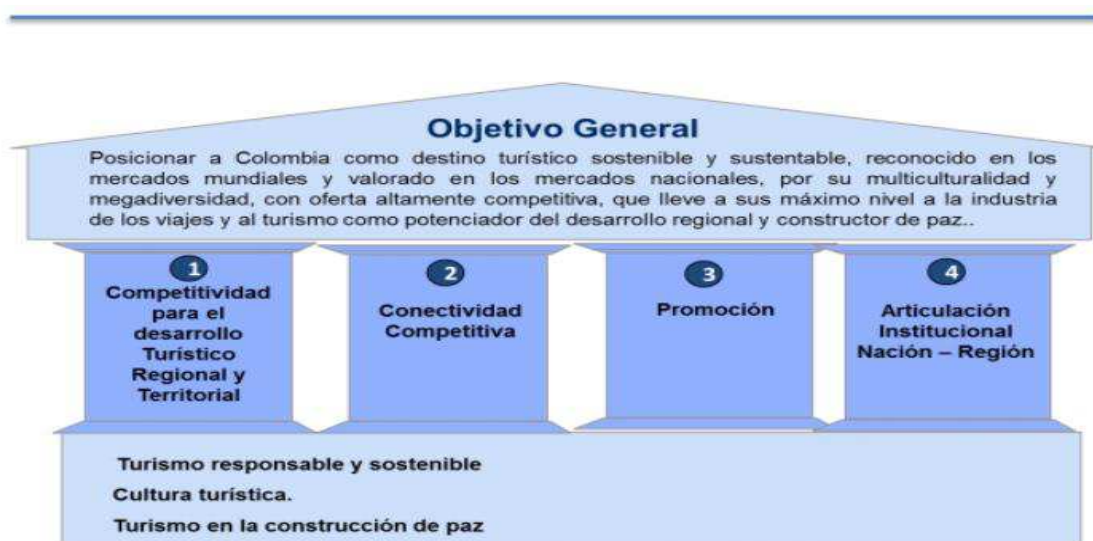 Objetivo General
Posicionar a Colombia como destino turístico sostenible y sustentable, reconocido en los
mercados mundiales y valorado en los mercados nacionales, por su multiculturalidad y
megadiversidad, con oferta altamente competitiva, que lleve a sus máximo nivel a la industria
de los viajes y al turismo como potenciador del desarrollo regional y constructor de paz..
1
Competitividad
para el
desarrollo
Turístico
Regional y
Territorial
2
Conectividad
Competitiva
3
Promoción
4
Articulación
Institucional
Nación – Región
Turismo responsable y sostenible
Cultura turística.
Turismo en la construcción de paz